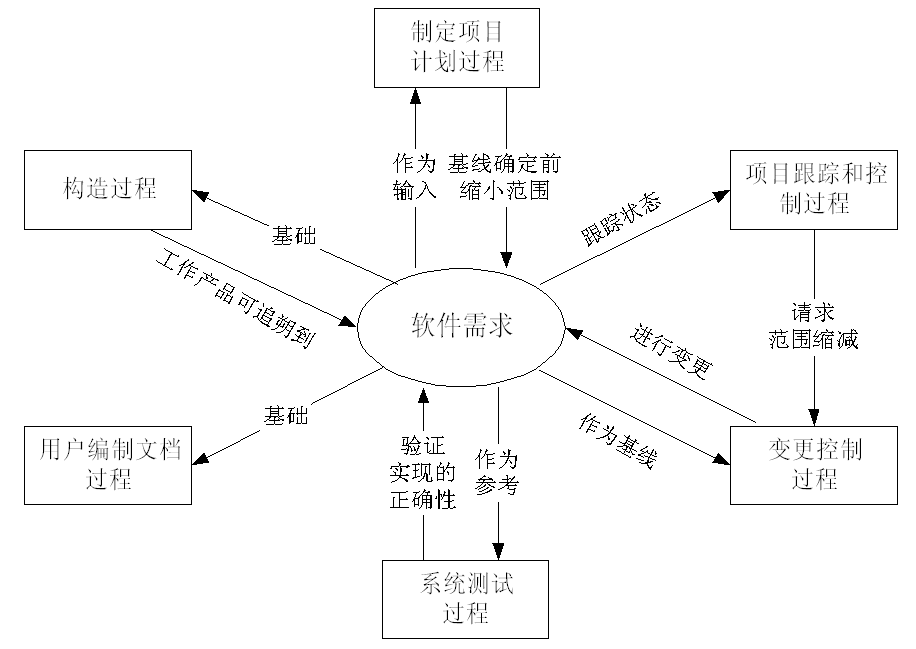 制定项目
计划过程
构造过程
作为
输入
基线确定前
缩小范围
项目跟踪和控
制过程
跟踪状态
基础
工作产品可追朔到
软件需求
请求
范围缩减
进行变更
基础
作为基线
用户编制文档
过程
验证
实现的
正确性
作为
参考
变更控制
过程
系统测试
过程